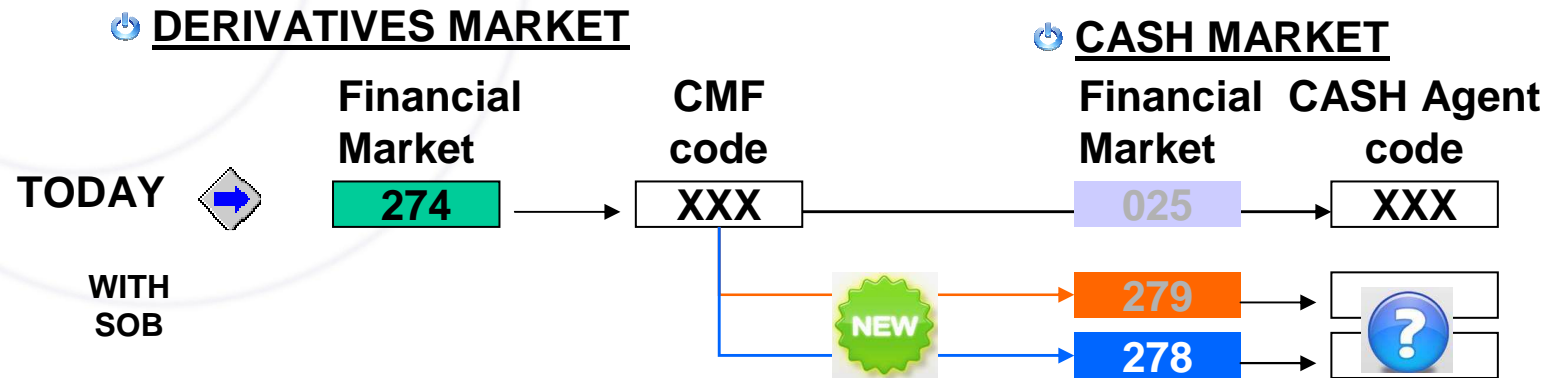 DERIVATIVES MARKET
CASH MARKET
Financial Market
CMF code
Financial Market
CASH Agent code
TODAY
274
XXX
025
XXX
WITH SOB
NEW
279
278
?